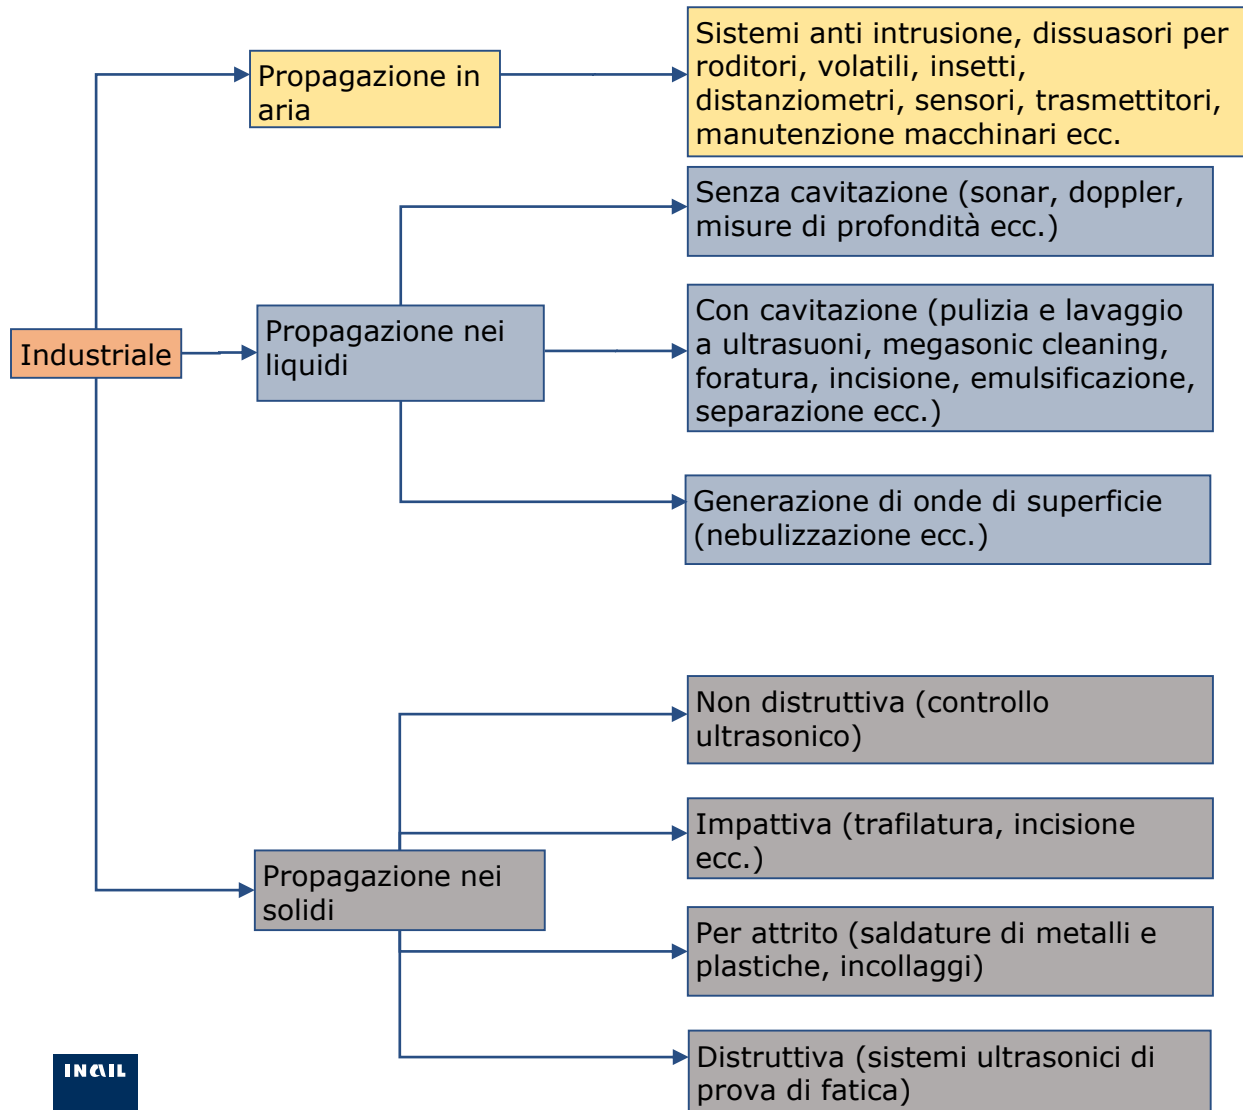 Sistemi anti intrusione, dissuasori per
roditori, volatili, insetti,
distanziometri, sensori, trasmettitori,
manutenzione macchinari ecc.
Propagazione in
aria
Senza cavitazione (sonar, doppler,
misure di profondità ecc.)
Industriale
Propagazione nei
liquidi
Con cavitazione (pulizia e lavaggio
a ultrasuoni, megasonic cleaning,
foratura, incisione, emulsificazione,
separazione ecc.)
Generazione di onde di superficie
(nebulizzazione ecc.)
Non distruttiva (controllo
ultrasonico)
Impattiva (trafilatura, incisione
ecc.)
Propagazione nei
solidi
Per attrito (saldature di metalli e
plastiche, incollaggi)
Distruttiva (sistemi ultrasonici di
prova di fatica)
INAIL